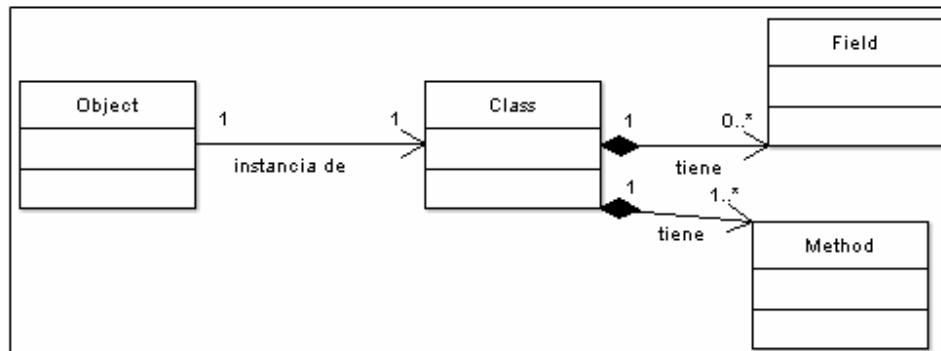 Field
Object
Class
1
1
1
0..*
instancia de
tiene
1
1..*
tiene
Method